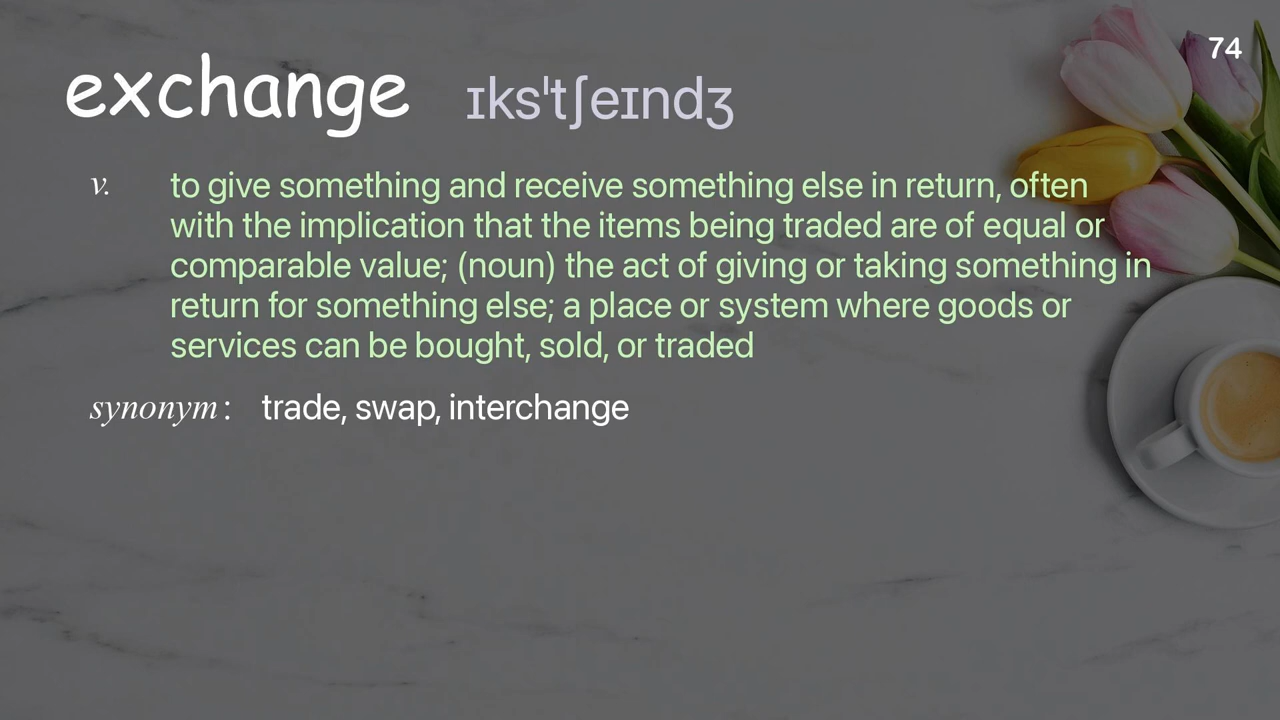 74
exchange ɪksˈtʃeɪndʒ
v. to give something and receive something else in return, often
with the implication that the items being traded are of equal or
comparable value; (noun) the act of giving or taking something in
return for something else; a place or system where goods or
services can be bought, sold, or traded
synonym: trade, swap, interchange